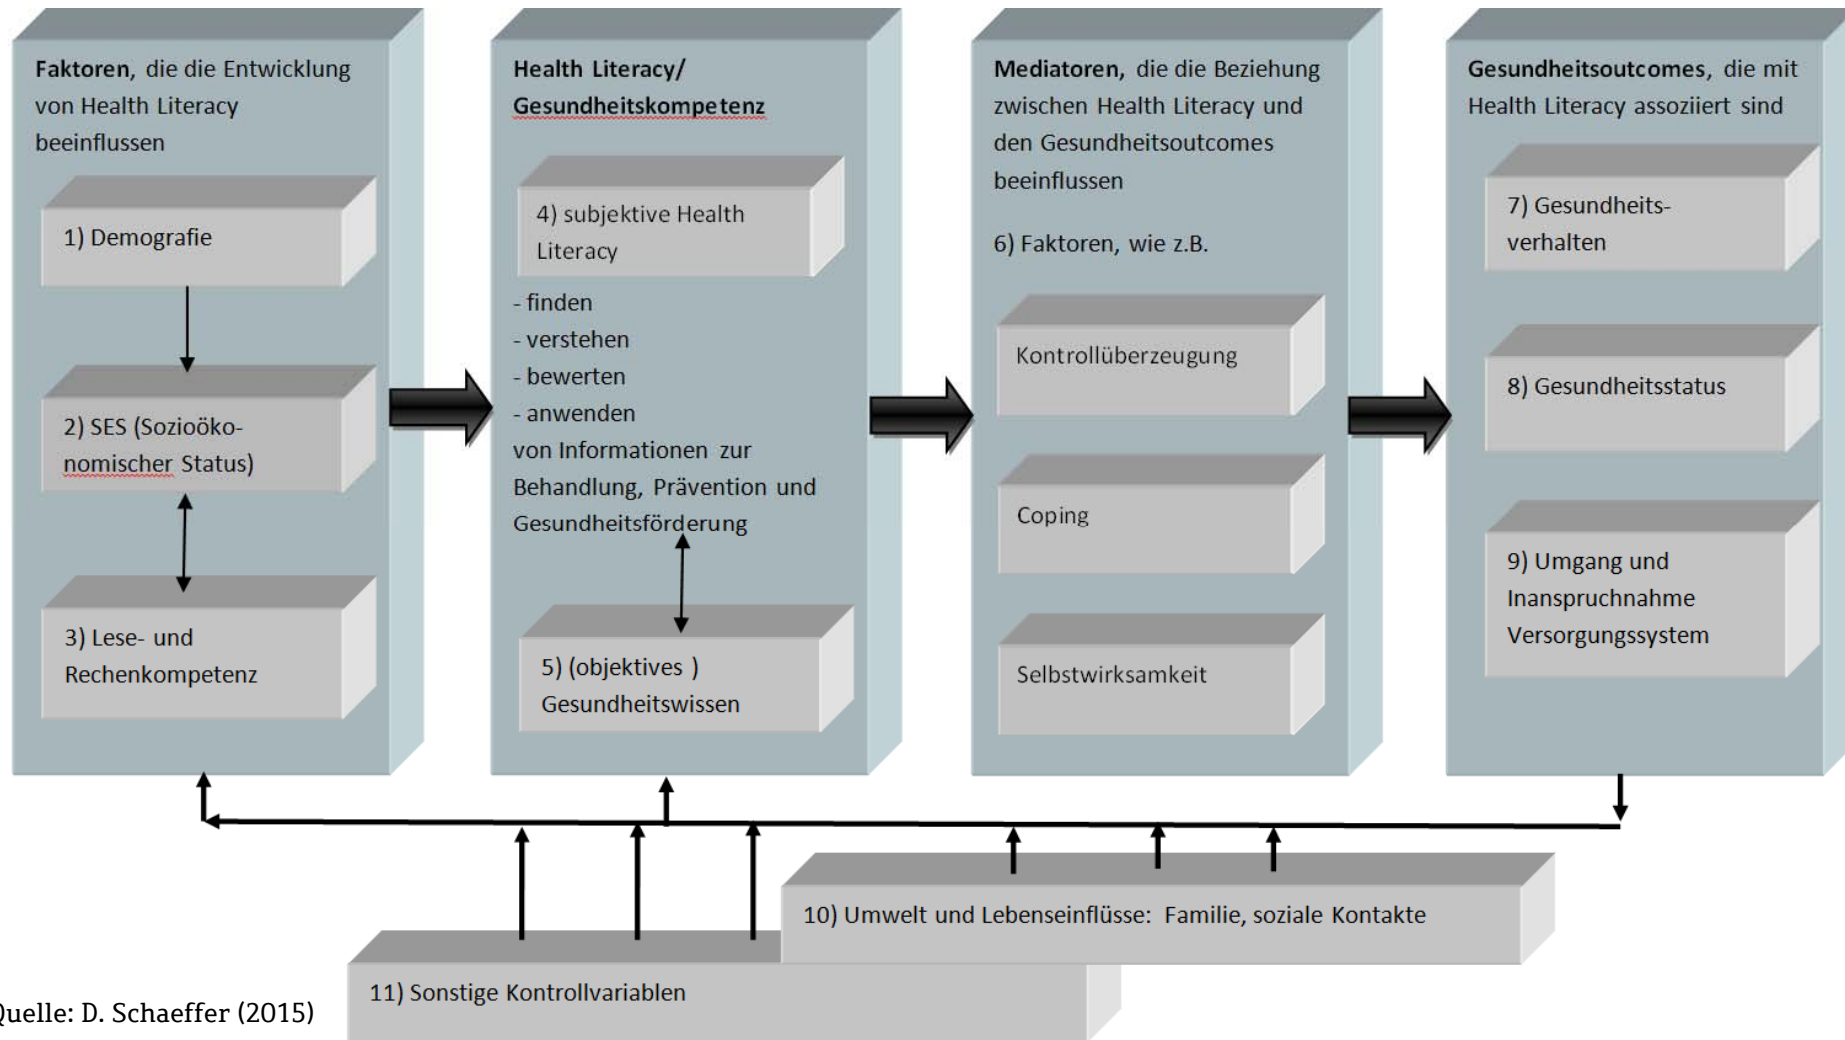 Faktoren, die die Entwicklung
von Health Literacy
beeinflussen
1) Demografie
2) SES (Sozioöko-
nomischer Status)
3) Lese- und
Rechenkompetenz
Health Literacy/
Gesundheitskompetenz
4) subjektive Health
Literacy
- finden
- verstehen
- bewerten
- anwenden
von Informationen zur
Behandlung, Prävention und
Gesundheitsförderung
5) (objektives )
Gesundheitswissen
Mediatoren, die die Beziehung
zwischen Health Literacy und
den Gesundheitsoutcomes
beeinflussen
6) Faktoren, wie z.B.
Kontrollüberzeugung
Coping
Selbstwirksamkeit
Gesundheitsoutcomes, die mit
Health Literacy assoziiert sind
7) Gesundheits-
verhalten
8) Gesundheitsstatus
9) Umgang und
Inanspruchnahme
Versorgungssystem
10) Umwelt und Lebenseinflüsse: Familie, soziale Kontakte
11) Sonstige Kontrollvariablen
Quelle: D. Schaeffer (2015)